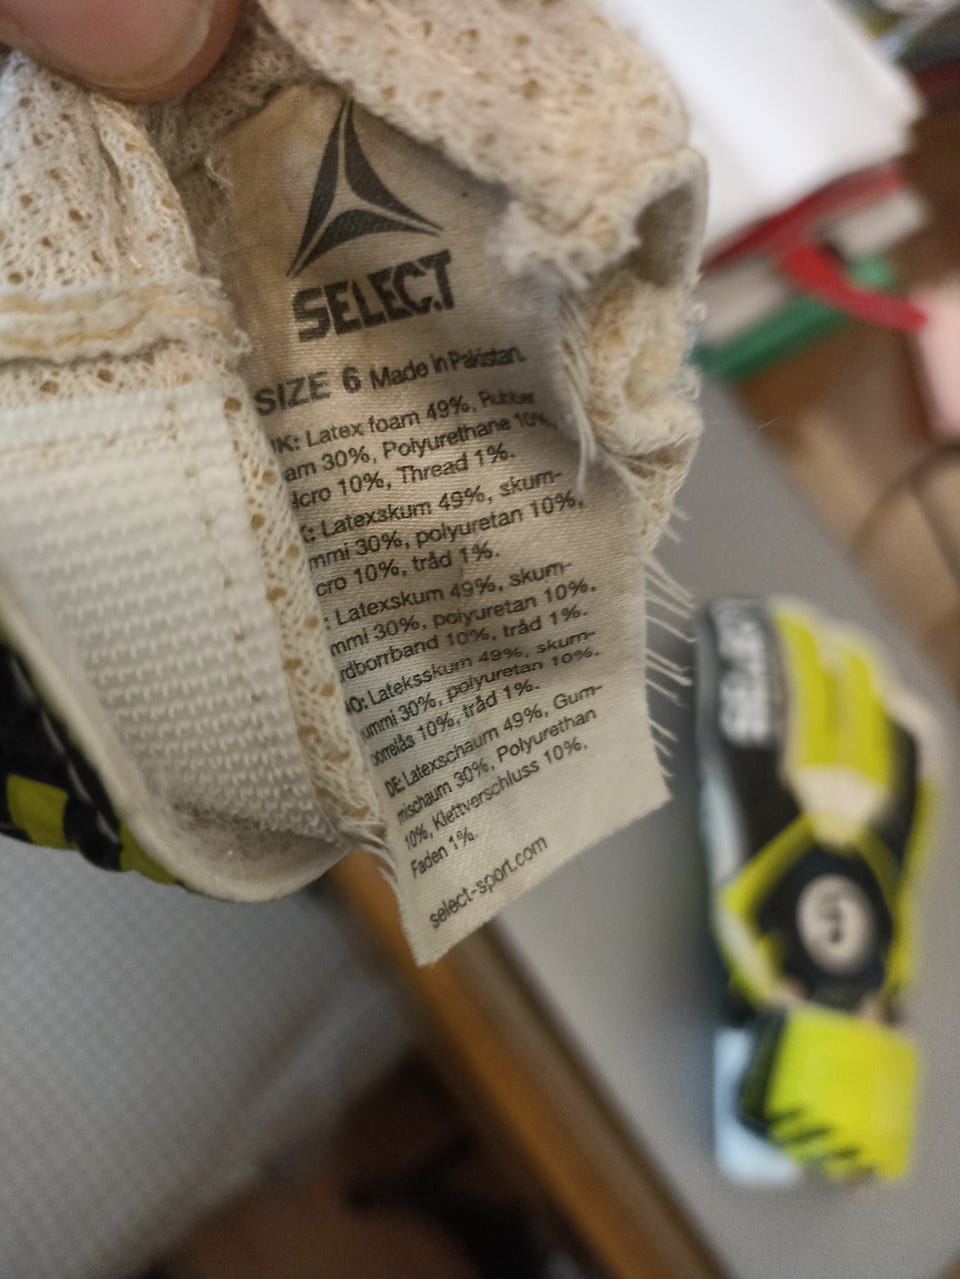 SELECT
SIZE 6 Made in Pakistan.
UK: Latex foam 49%, Rubber
am 30%, Polyurethane 10%,
lcro 10%, Thread 1%.
: Latexskum 49%, skum-
mmi 30%, polyuretan 10%,
cro 10%, tråd 1%.
: Latexskum 49%, skum-
mmi 30%, polyuretan 10%,
rdborrband 10%, tråd 1%.
NO: Lateksskum 49%, skum-
ummi 30%, polyuretan 10%,
borrelås 10%, tråd 1%.
DE: Latexschaum 49%, Gum-
mischaum 30%, Polyurethan
10%, Klettverschluss 10%,
Faden 1%.
select-sport.com
SELECT